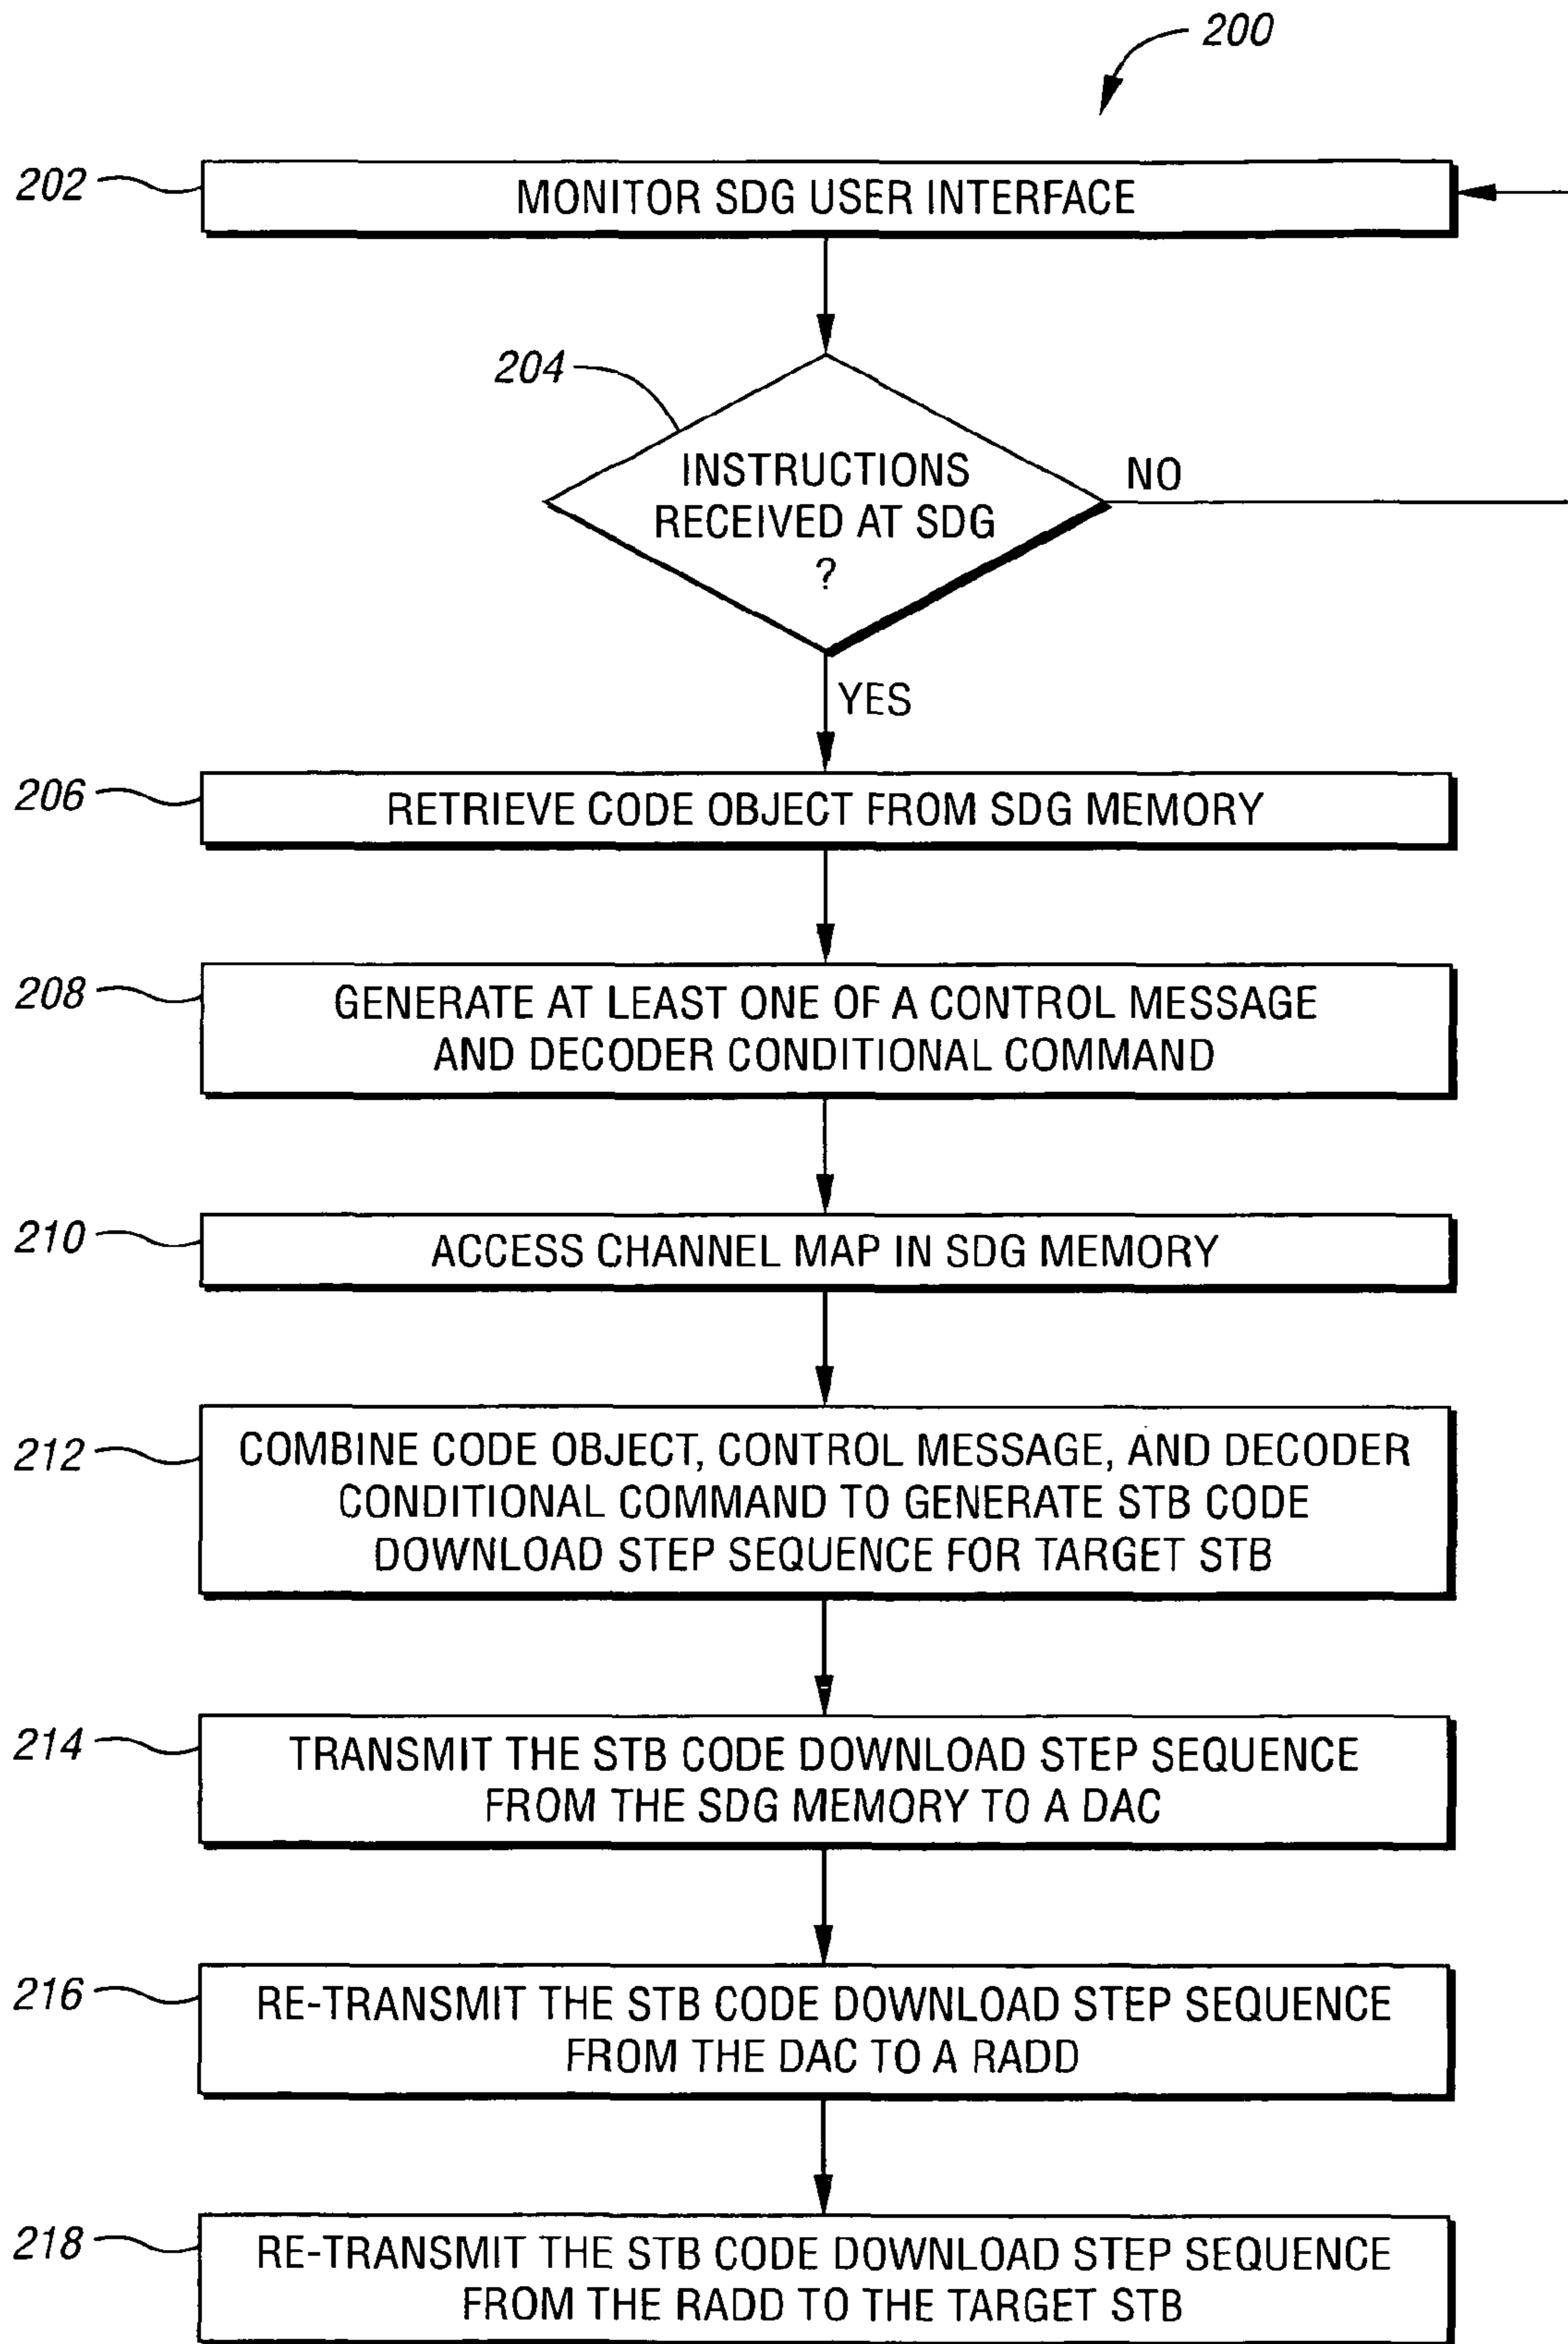 200
202
MONITOR SDG USER INTERFACE
204
INSTRUCTIONS
RECEIVED AT SDG
?
NO
YES
206
RETRIEVE CODE OBJECT FROM SDG MEMORY
208
GENERATE AT LEAST ONE OF A CONTROL MESSAGE
AND DECODER CONDITIONAL COMMAND
210
ACCESS CHANNEL MAP IN SDG MEMORY
212
COMBINE CODE OBJECT, CONTROL MESSAGE, AND DECODER
CONDITIONAL COMMAND TO GENERATE STB CODE
DOWNLOAD STEP SEQUENCE FOR TARGET STB
214
TRANSMIT THE STB CODE DOWNLOAD STEP SEQUENCE
FROM THE SDG MEMORY TO A DAC
216
RE-TRANSMIT THE STB CODE DOWNLOAD STEP SEQUENCE
FROM THE DAC TO A RADD
218
RE-TRANSMIT THE STB CODE DOWNLOAD STEP SEQUENCE
FROM THE RADD TO THE TARGET STB